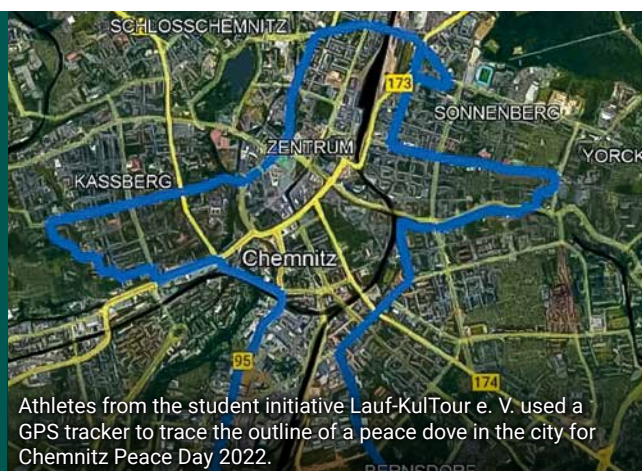 SCHLOSSCHEMNITZ
173
SONNENBERG
ZENTRUM
YORCK
KASSBERG
Chemnitz
95
174
Athletes from the student initiative Lauf-KulTour e. V. used a
GPS tracker to trace the outline of a peace dove in the city for
Chemnitz Peace Day 2022.
BERNSDORF